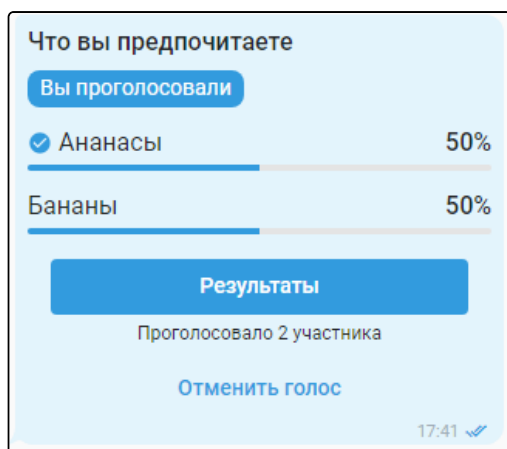 Что вы предпочитаете
Вы проголосовали
Ананасы 50%
Бананы 50%
Результаты
Проголосовало 2 участника
Отменить голос
17:41